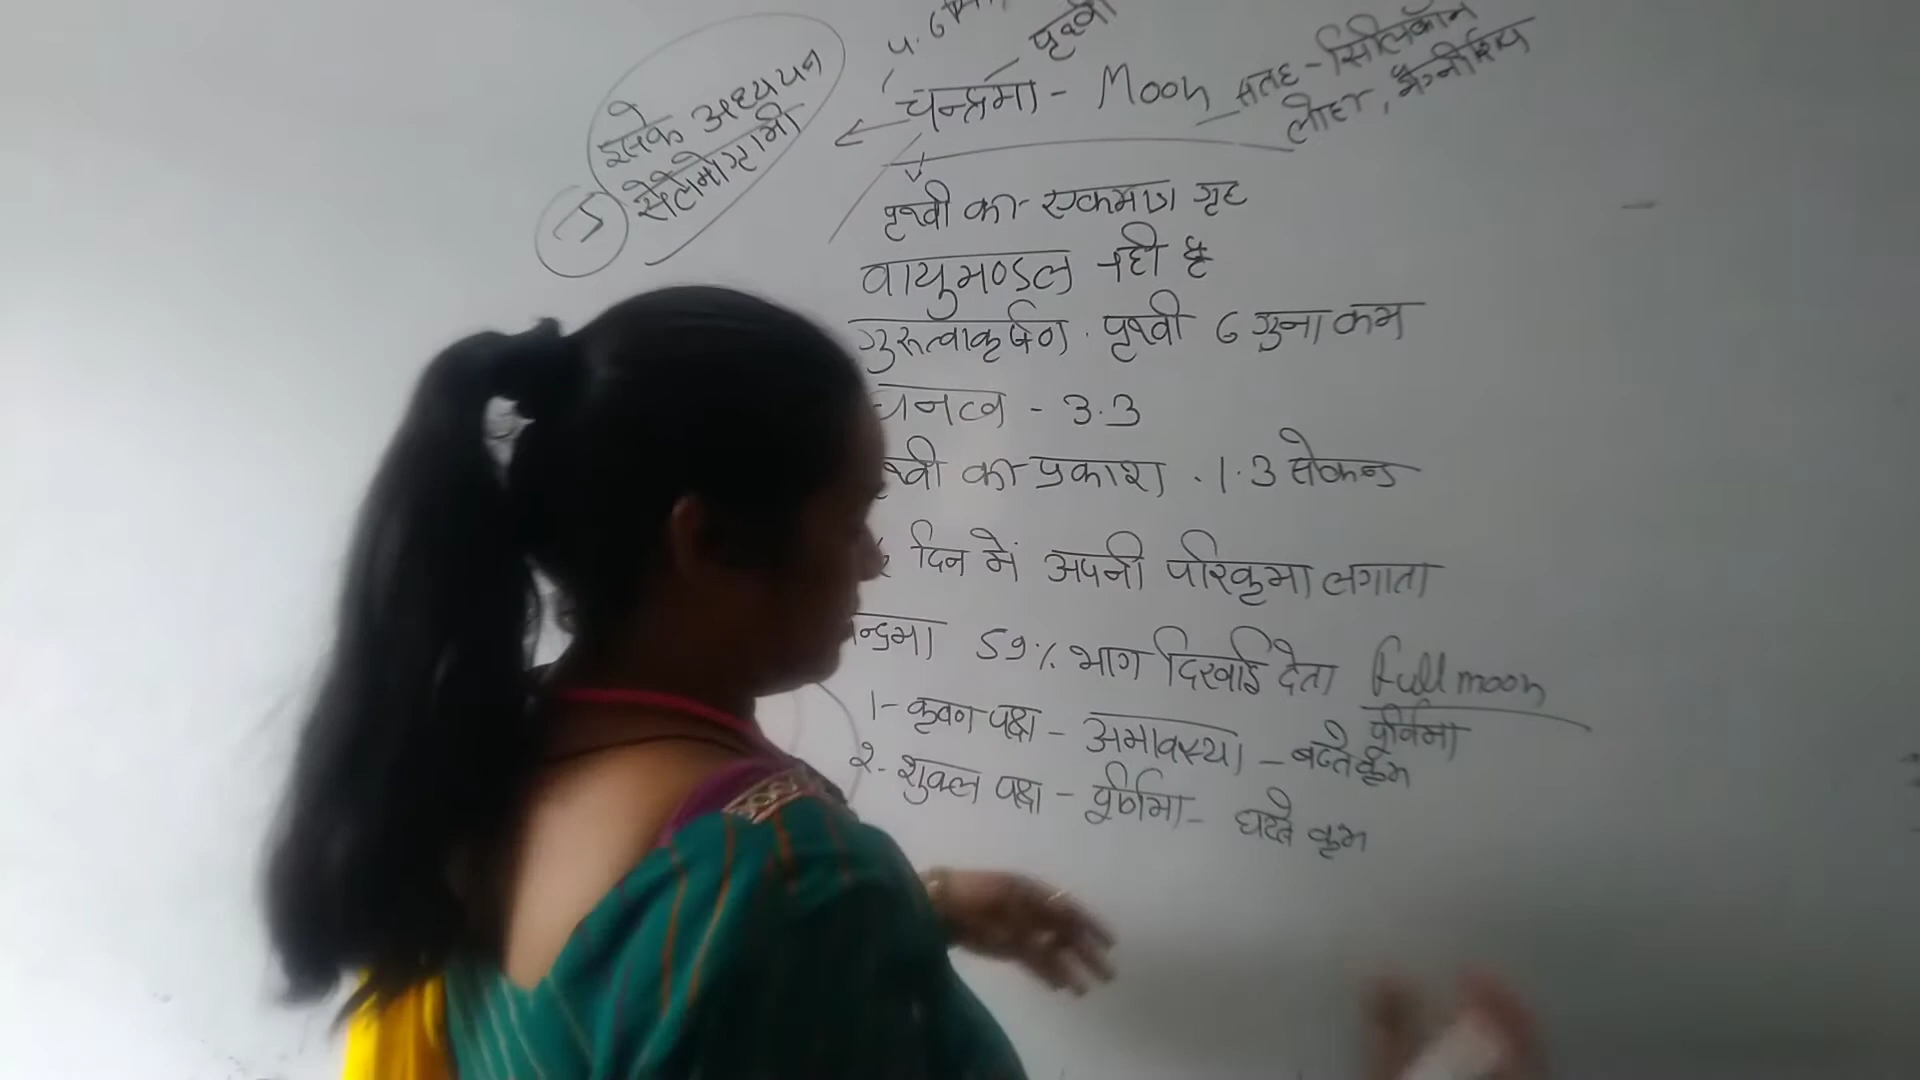 इसके अध्ययन
सेलेनोग्राफी
पृथ्वी
चन्द्रमा - Moon
सतह - सिलिकॉन
लोहा, मैग्नीशिय
पृथ्वी का एकमात्र ग्रह
वायुमण्डल नही है
गुरुत्वाकृर्षण . पृथ्वी 6 गुना कम
घनत्व - 3.3
थ्वी का प्रकाश . 1.3 सेकन्ड
दिन में अपनी परिक्रमा लगाता
न्द्रमा 59% भाग दिखाई देता Full moon
पूर्णिमा
1- कृष्ण पक्ष - अमावस्या - बढ़ते क्रम
2- शुक्ल पक्ष - पूर्णिमा - घटते क्रम